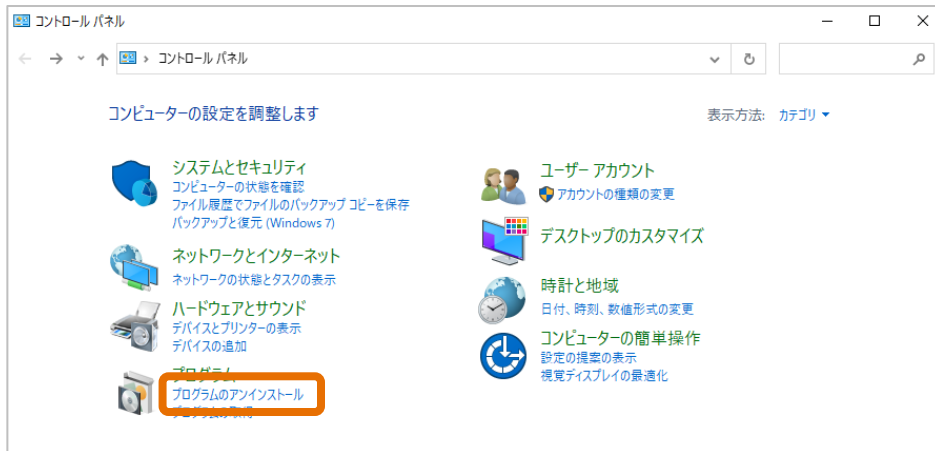 コントロール パネル
コントロール パネル
コンピューターの設定を調整します
表示方法: カテゴリ
システムとセキュリティ
コンピューターの状態を確認
ファイル履歴でファイルのバックアップ コピーを保存
バックアップと復元 (Windows 7)
ネットワークとインターネット
ネットワークの状態とタスクの表示
ハードウェアとサウンド
デバイスとプリンターの表示
デバイスの追加
プログラム
プログラムのアンインストール
プログラムの取得
ユーザー アカウント
アカウントの種類の変更
デスクトップのカスタマイズ
時計と地域
日付、時刻、数値形式の変更
コンピューターの簡単操作
設定の提案の表示
視覚ディスプレイの最適化